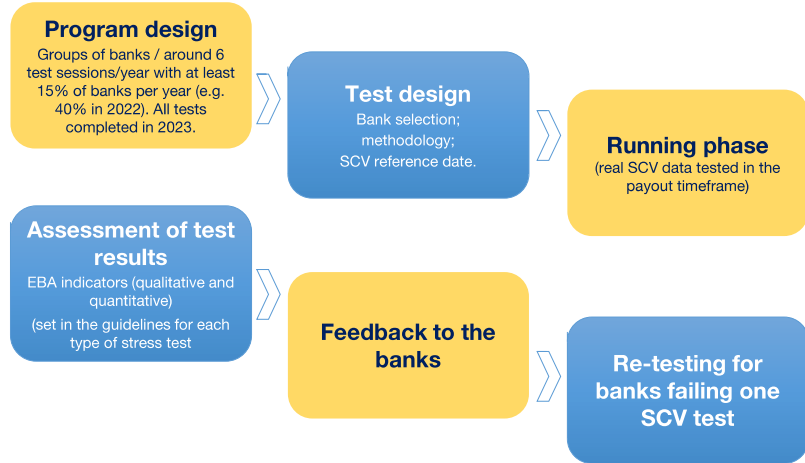 Program design
Groups of banks / around 6
test sessions/year with at least
15% of banks per year (e.g.
40% in 2022). All tests
completed in 2023.
Test design
Bank selection;
methodology;
SCV reference date.
Running phase
(real SCV data tested in the
payout timeframe)
Assessment of test
results
EBA indicators (qualitative and
quantitative)
(set in the guidelines for each
type of stress test
Feedback to the
banks
Re-testing for
banks failing one
SCV test